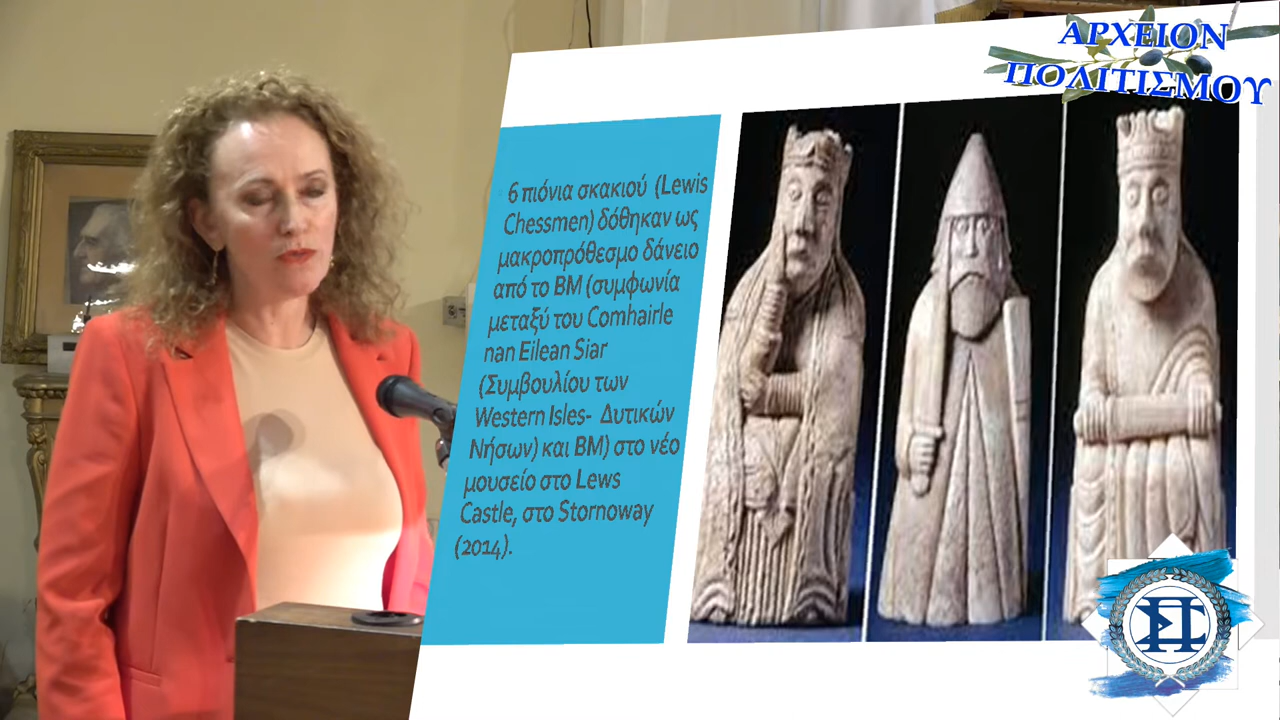 ΑΡΧΕΙΟΝ
ΠΟΛΙΤΙΣΜΟΥ
6 πιόνια σκακιού (Lewis
Chessmen) δόθηκαν ως
μακροπρόθεσμο δάνειο
από το ΒΜ (συμφωνία
μεταξύ του Comhairle
nan Eilean Siar
(Συμβουλίου των
Western Isles- Δυτικών
Νήσων) και ΒΜ) στο νέο
μουσείο στο Lews
Castle, στο Stornoway
(2014).